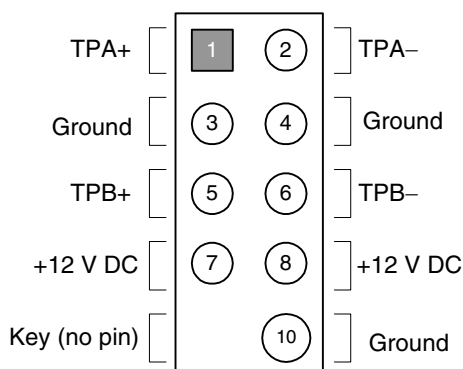 TPA+ 1 2 TPA−
Ground 3 4 Ground
TPB+ 5 6 TPB−
+12 V DC 7 8 +12 V DC
Key (no pin) 10 Ground